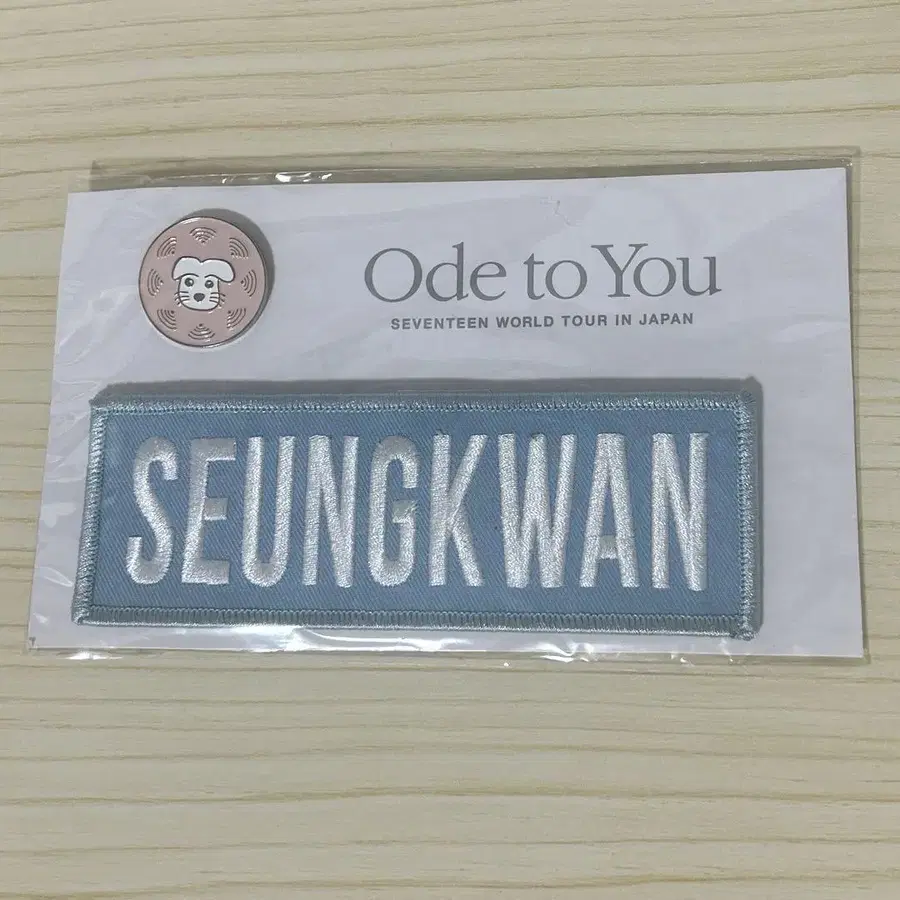 Ode to You
SEVENTEEN WORLD TOUR IN JAPAN
SEUNGKWAN